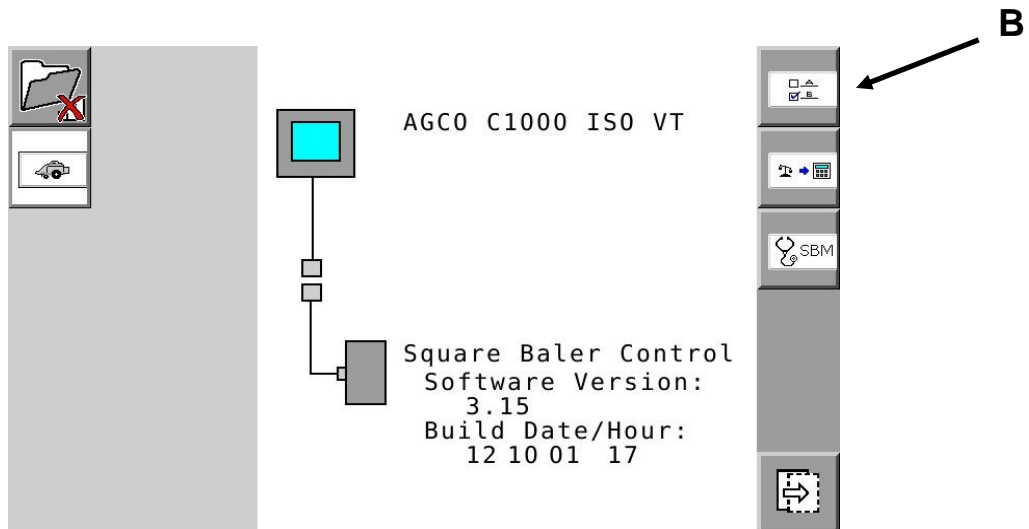 B
AGCO C1000 ISO VT
A
B
SBM
Square Baler Control
Software Version:
3.15
Build Date/Hour:
12 10 01 17